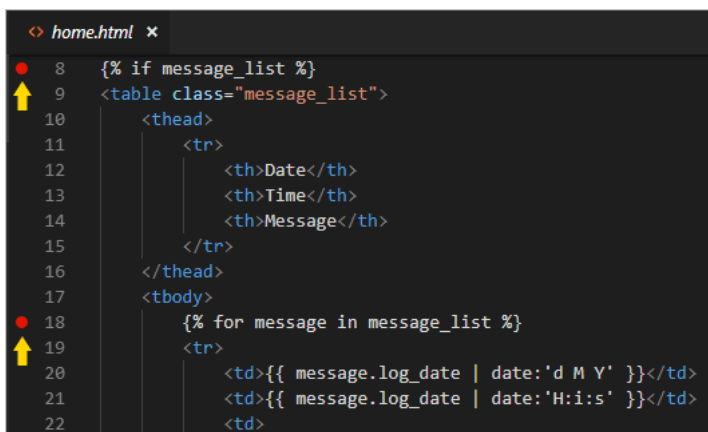 <> home.html ×
8 {% if message_list %}
9 <table class="message_list">
10 <thead>
11 <tr>
12 <th>Date</th>
13 <th>Time</th>
14 <th>Message</th>
15 </tr>
16 </thead>
17 <tbody>
18 {% for message in message_list %}
19 <tr>
20 <td>{{ message.log_date | date:'d M Y' }}</td>
21 <td>{{ message.log_date | date:'H:i:s' }}</td>
22 <td>